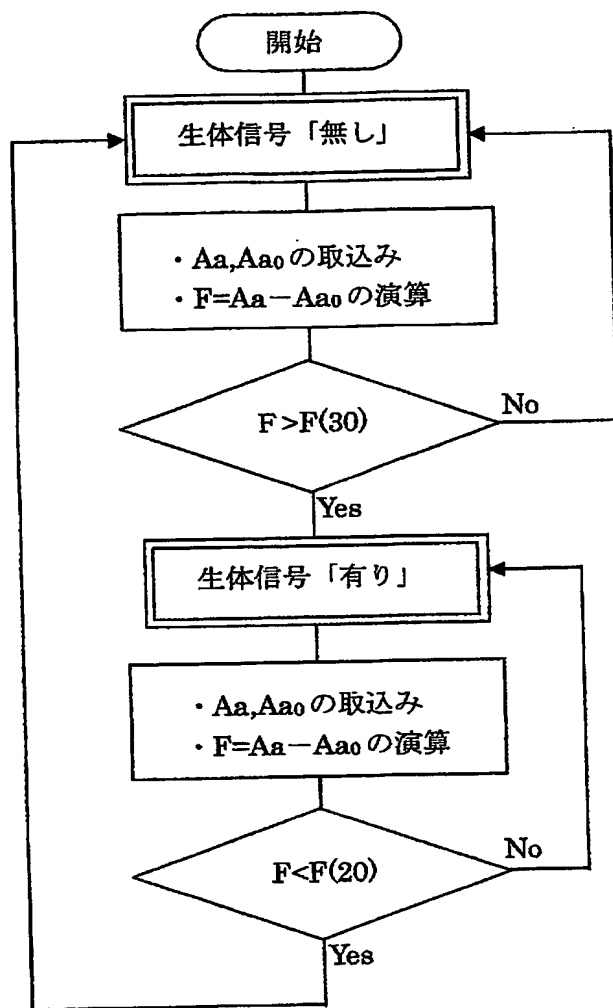 開始
生体信号「無し」
・Aa,Aa₀の取込み
・F=Aa－Aa₀の演算
F>F(30)
No
Yes
生体信号「有り」
・Aa,Aa₀の取込み
・F=Aa－Aa₀の演算
F<F(20)
No
Yes